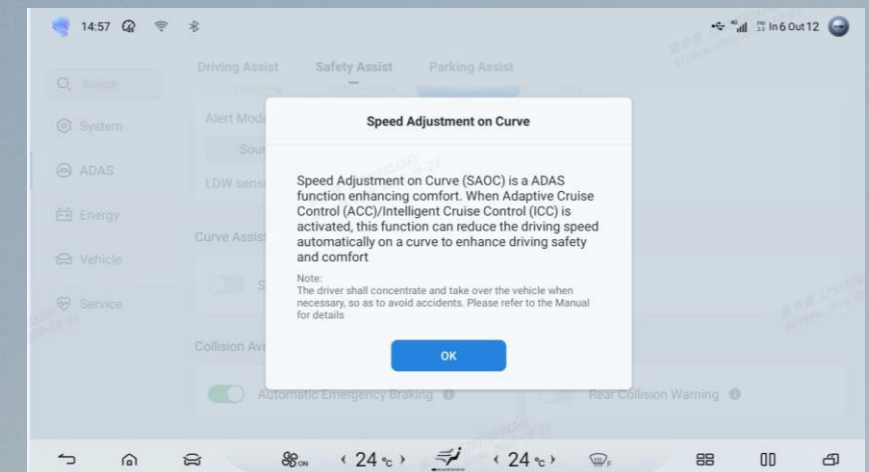 14:57
4G
PM 2.5 In 6 Out 12
Driving Assist Safety Assist Parking Assist
Search
System
ADAS
Energy
Vehicle
Service
Alert Mode
LDW
Curve Assist
Collision
Speed Adjustment on Curve
Speed Adjustment on Curve (SAOC) is a ADAS
function enhancing comfort. When Adaptive Cruise
Control (ACC)/Intelligent Cruise Control (ICC) is
activated, this function can reduce the driving speed
automatically on a curve to enhance driving safety
and comfort
Note:
The driver shall concentrate and take over the vehicle when
necessary, so as to avoid accidents. Please refer to the Manual
for details
OK
Automatic Emergency Braking Rear Collision Warning
ON 24 °C 24 °C F